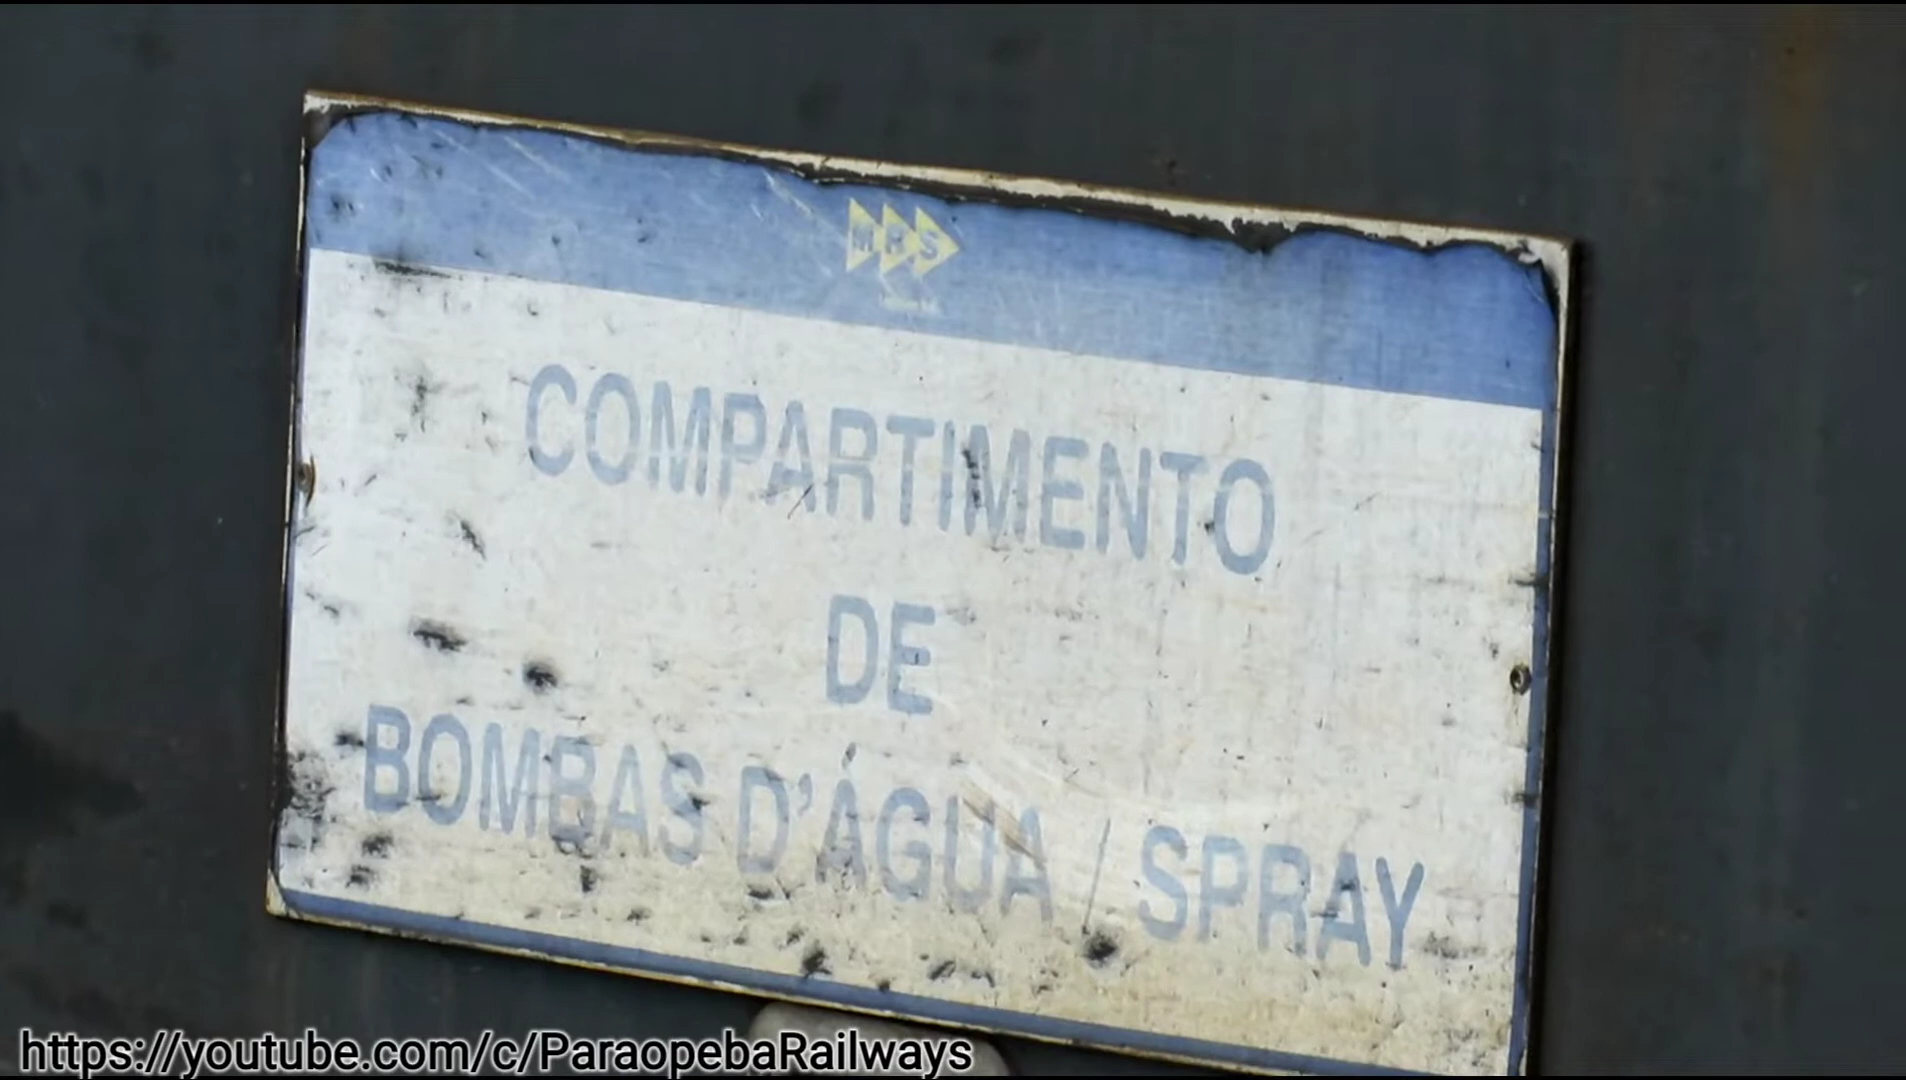 MRS
COMPARTIMENTO
DE
BOMBAS D'ÁGUA / SPRAY
https://youtube.com/c/ParaopebaRailways